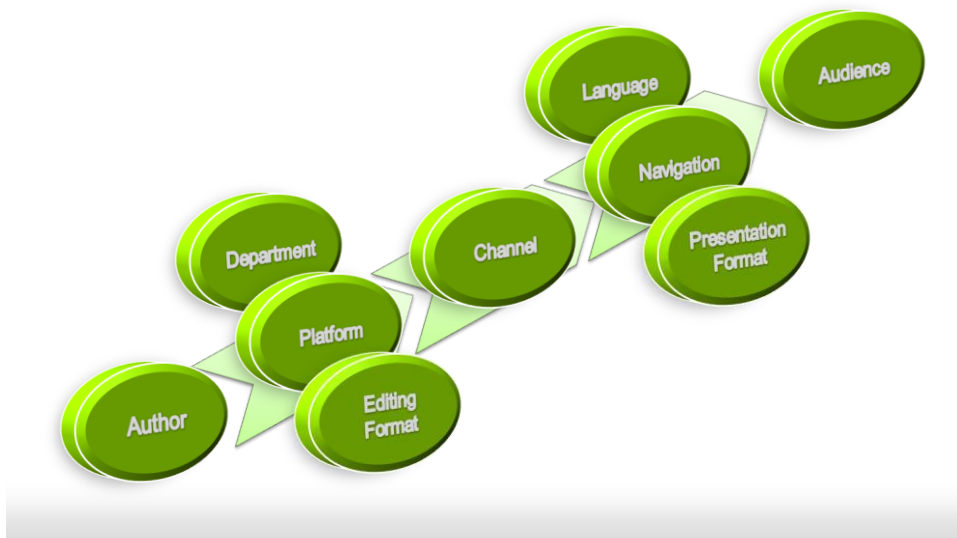 Language
Audience
Navigation
Department
Channel
Presentation
Format
Platform
Author
Editing
Format